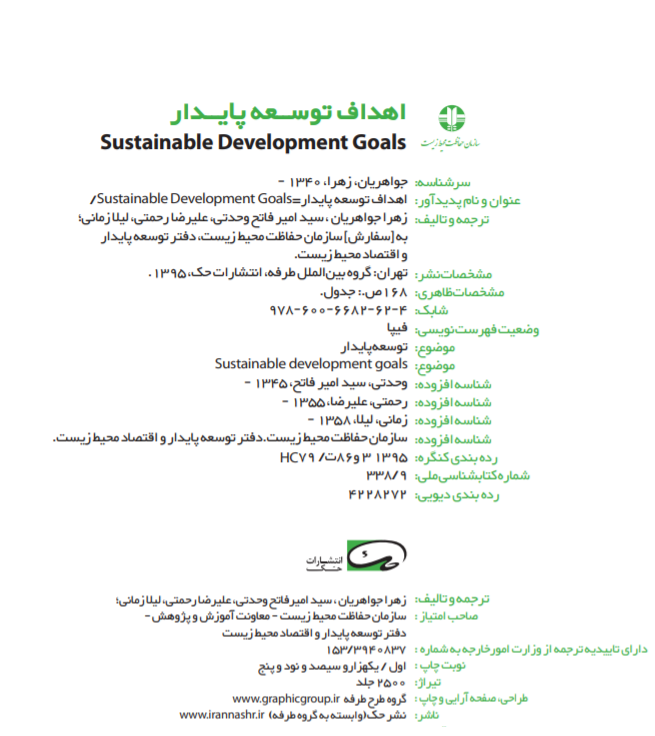 اهداف توسعه پایدار
Sustainable Development Goals
سازمان حفاظت محیط زیست
سرشناسه: جواهریان، زهرا، ۱۳۴۰ -
عنوان و نام پدیدآور: اهداف توسعه پایدار=Sustainable Development Goals/
ترجمه و تالیف: زهرا جواهریان ، سید امیر فاتح وحدتی، علیرضا رحمتی، لیلا زمانی؛
به [سفارش] سازمان حفاظت محیط زیست، دفتر توسعه پایدار
و اقتصاد محیط زیست.
مشخصات نشر: تهران: گروه بین‌الملل طرفه، انتشارات حک، ۱۳۹۵ .
مشخصات ظاهری: ۱۶۸ ص.: جدول.
شابک: ۹۷۸-۶۰۰-۶۶۸۲-۶۲-۴
وضعیت فهرست نویسی: فیپا
موضوع: توسعه پایدار
موضوع: Sustainable development goals
شناسه افزوده: وحدتی، سید امیر فاتح، ۱۳۴۵ -
شناسه افزوده: رحمتی، علیرضا، ۱۳۵۵ -
شناسه افزوده: زمانی، لیلا، ۱۳۵۸ -
شناسه افزوده: سازمان حفاظت محیط زیست.دفتر توسعه پایدار و اقتصاد محیط زیست.
رده بندی کنگره: ۱۳۹۵ ۳ و۸۶ت/ HC۷۹
شماره کتابشناسی ملی: ۳۳۸/۹
رده بندی دیویی: ۴۲۲۸۲۷۲
انتشارات
حک
ترجمه و تالیف: زهرا جواهریان ، سید امیرفاتح وحدتی، علیرضا رحمتی، لیلا زمانی؛
صاحب امتیاز : سازمان حفاظت محیط زیست - معاونت آموزش و پژوهش -
دفتر توسعه پایدار و اقتصاد محیط زیست
دارای تاییدیه ترجمه از وزارت امورخارجه به شماره : ۱۵۳/۳۹۴۰۸۳۷
نوبت چاپ : اول / یکهزارو سیصد و نود و پنج
تیراژ: ۲۵۰۰ جلد
طراحی، صفحه آرایی و چاپ : گروه طرح طرفه www.graphicgroup.ir
ناشر: نشر حک(وابسته به گروه طرفه) www.irannashr.ir